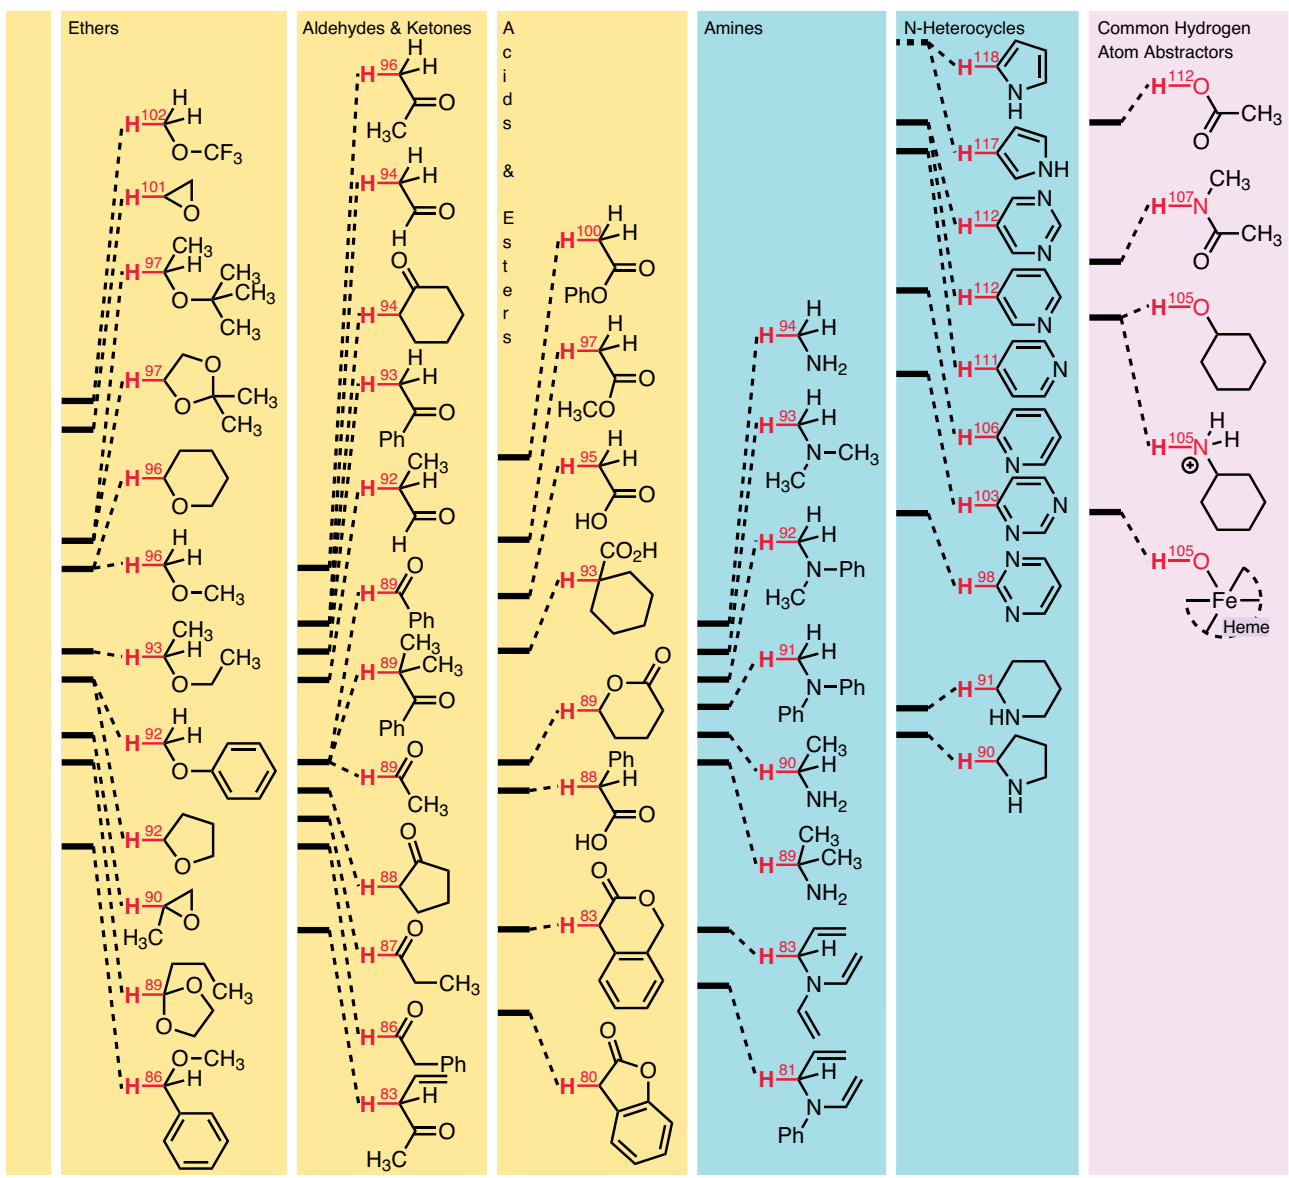 Ethers
H 102 H H O CF3
H 101 O
H 97 CH3 H O CH3 CH3 CH3
H 97 O O CH3 CH3
H 96 O
H 96 H H O CH3
H 93 CH3 H O CH3
H 92 H H O
H 92 O
H 90 H3C O
H 89 O O CH3
H 86 O CH3 H
Aldehydes & Ketones
H 96 H H O H3C
H 94 H H O H
H 94 O
H 93 H H O Ph
H 92 CH3 H O H
H 89 O Ph
H 89 CH3 CH3 O Ph
H 89 O CH3
H 88 O
H 87 O CH3
H 86 O Ph
H 83 H O H3C
Acids & Esters
H 100 H H O PhO
H 97 H H O H3CO
H 95 H H O HO
H 93 CO2H
H 89 O O
H 88 Ph H O HO
H 83 O O
H 80 O O
Amines
H 94 H H NH2
H 93 H H N CH3 H3C
H 92 H H N Ph H3C
H 91 H H N Ph Ph
H 90 CH3 H NH2
H 89 CH3 CH3 NH2
H 83 H N
H 81 H N Ph
N-Heterocycles
H 118 N H
H 117 NH
H 112 N N
H 112 N
H 111 N
H 106 N
H 103 N N
H 98 N N
H 91 HN
H 90 N H
Common Hydrogen
Atom Abstractors
H 112 O CH3 O
H 107 CH3 N CH3 O
H 105 O
H 105 N H H +
H 105 O Fe Heme